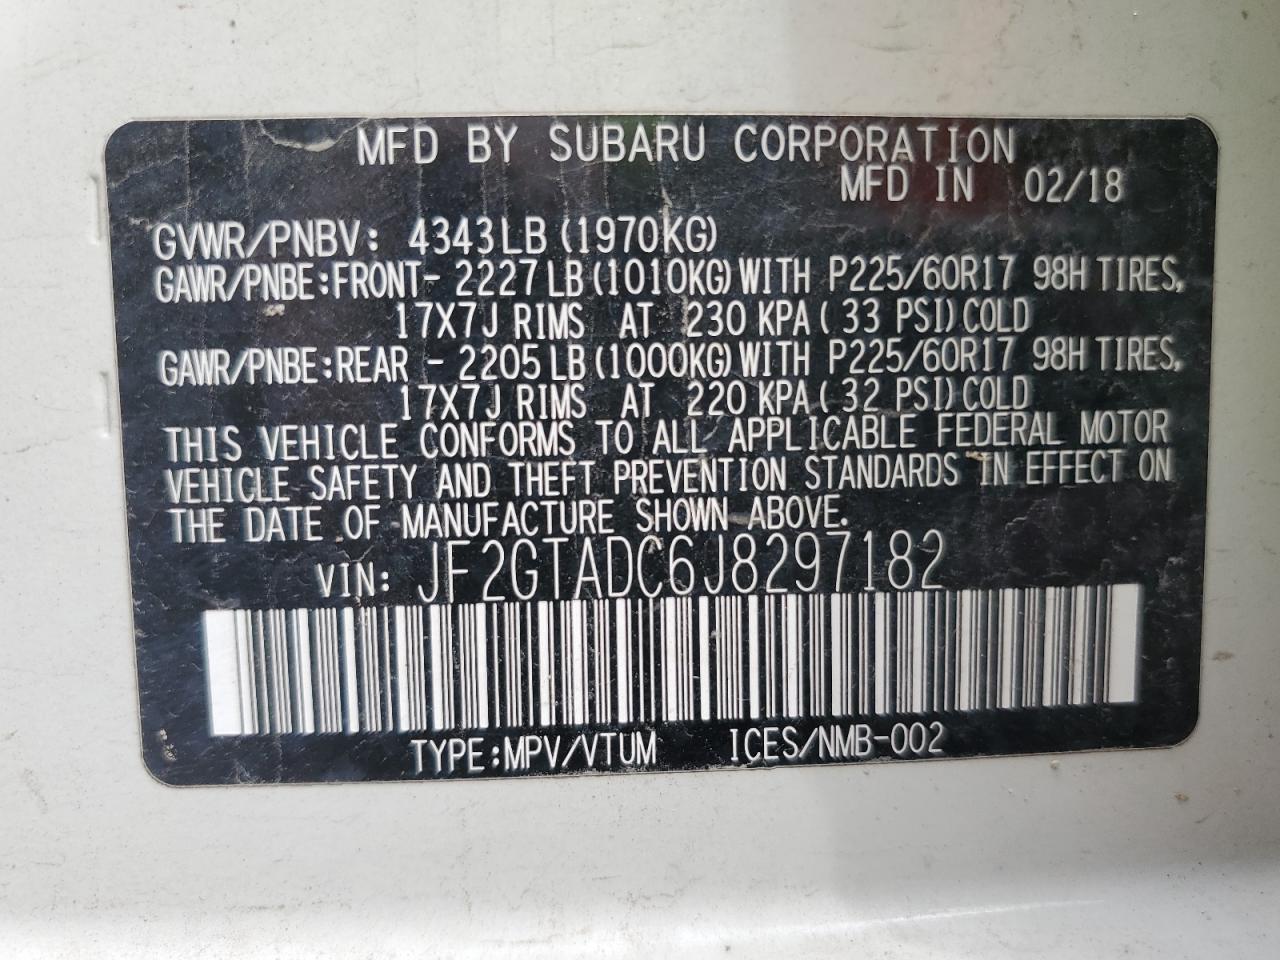 MFD BY SUBARU CORPORATION
MFD IN 02/18
GVWR/PNBV: 4343LB (1970KG)
GAWR/PNBE:FRONT- 2227LB(1010KG)WITH P225/60R17 98H TIRES,
17X7J RIMS AT 230 KPA( 33 PSI)COLD
GAWR/PNBE:REAR - 2205LB(1000KG)WITH P225/60R17 98H TIRES,
17X7J RIMS AT 220 KPA( 32 PSI)COLD
THIS VEHICLE CONFORMS TO ALL APPLICABLE FEDERAL MOTOR
VEHICLE SAFETY AND THEFT PREVENTION STANDARDS IN EFFECT ON
THE DATE OF MANUFACTURE SHOWN ABOVE.
VIN: JF2GTADC6J8297182
TYPE:MPV/VTUM ICES/NMB-002